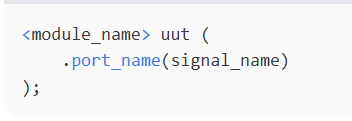 <module_name> uut (
    .port_name(signal_name)
);